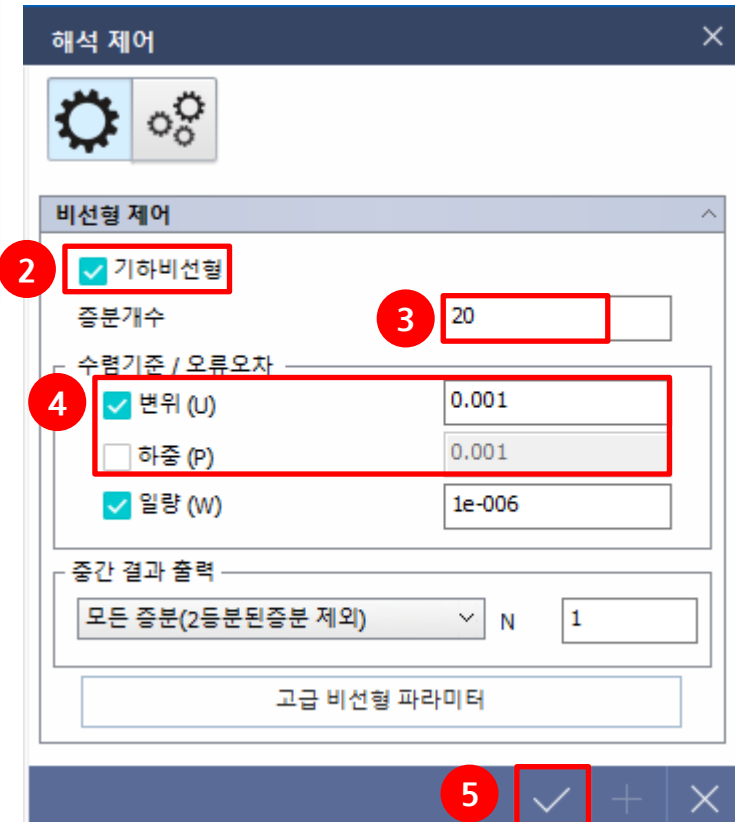 해석 제어
비선형 제어
2 기하비선형
증분개수 3 20
수렴기준 / 오류오차
4 변위 (U) 0.001
하중 (P) 0.001
일량 (W) 1e-006
중간 결과 출력
모든 증분(2등분된증분 제외) N 1
고급 비선형 파라미터
5